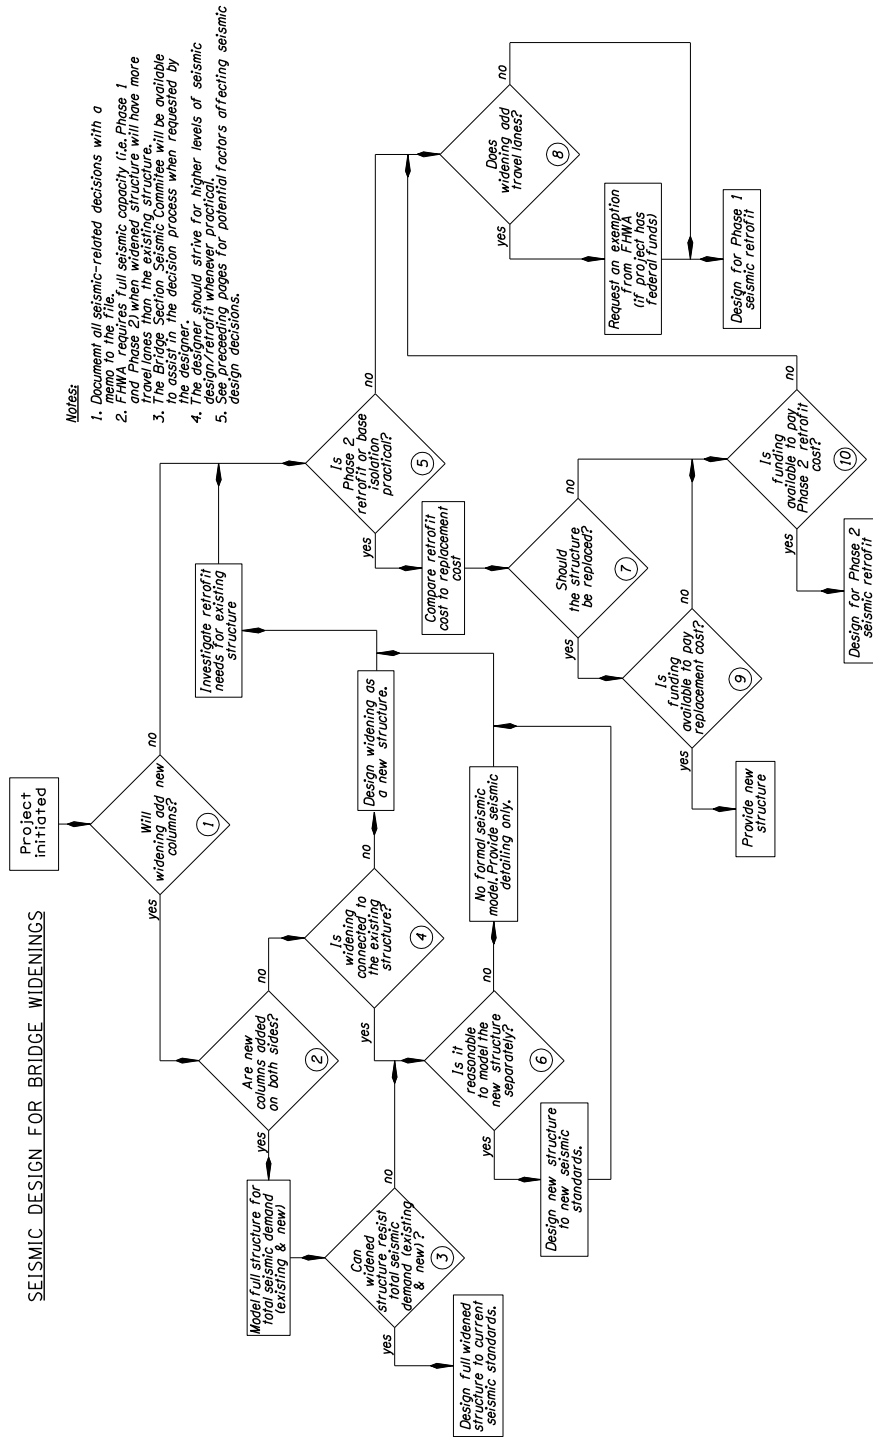 SEISMIC DESIGN FOR BRIDGE WIDENINGS
Project
initiated
Will
widening add new
columns?
1
yes
no
Are new
columns added
on both sides?
2
yes
no
Model full structure for
total seismic demand
(existing & new)
Can
widened
structure resist
total seismic
demand (existing
& new)?
3
yes
no
Design full widened
structure to current
seismic standards.
Is
widening
connected to
the existing
structure?
4
yes
no
Design widening as
a new structure.
Is it
reasonable
to model the
new structure
separately?
6
yes
no
Design new structure
to new seismic
standards.
No formal seismic
model. Provide seismic
detailing only.
Investigate retrofit
needs for existing
structure
Is
Phase 2
retrofit or base
isolation
practical?
5
yes
no
Compare retrofit
cost to replacement
cost
Should
the structure
be replaced?
7
yes
no
Is
funding
available to pay
replacement cost?
9
yes
no
Provide new
structure
Is
funding
available to pay
Phase 2 retrofit
cost?
10
yes
no
Design for Phase 2
seismic retrofit
Does
widening add
travel lanes?
8
yes
no
Request an exemption
from FHWA
(if project has
federal funds)
Design for Phase 1
seismic retrofit
Notes:
1. Document all seismic-related decisions with a
memo to the file.
2. FHWA requires full seismic capacity (i.e. Phase 1
and Phase 2) when widened structure will have more
travel lanes than the existing structure.
3. The Bridge Section Seismic Commitee will be available
to assist in the decision process when requested by
the designer.
4. The designer should strive for higher levels of seismic
design/retrofit whenever practical.
5. See preceeding pages for potential factors affecting seismic
design decisions.